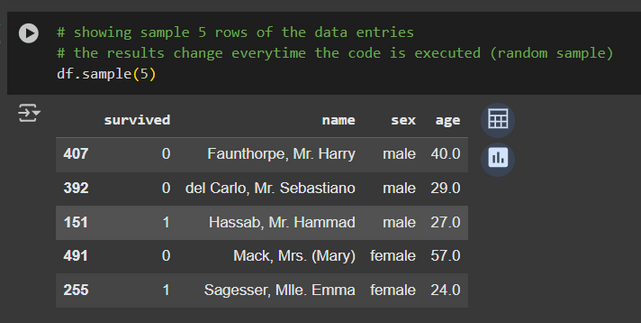 # showing sample 5 rows of the data entries
# the results change everytime the code is executed (random sample)
df.sample(5)
survived name sex age
407 0 Faunthorpe, Mr. Harry male 40.0
392 0 del Carlo, Mr. Sebastiano male 29.0
151 1 Hassab, Mr. Hammad male 27.0
491 0 Mack, Mrs. (Mary) female 57.0
255 1 Sagesser, Mlle. Emma female 24.0